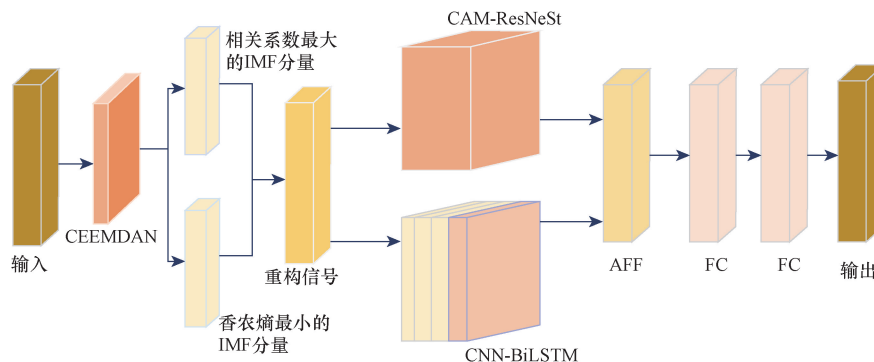 相关系数最大
的IMF分量
CAM-ResNeSt
CEEMDAN
输入
重构信号
香农熵最小的
IMF分量
CNN-BiLSTM
AFF
FC
FC
输出